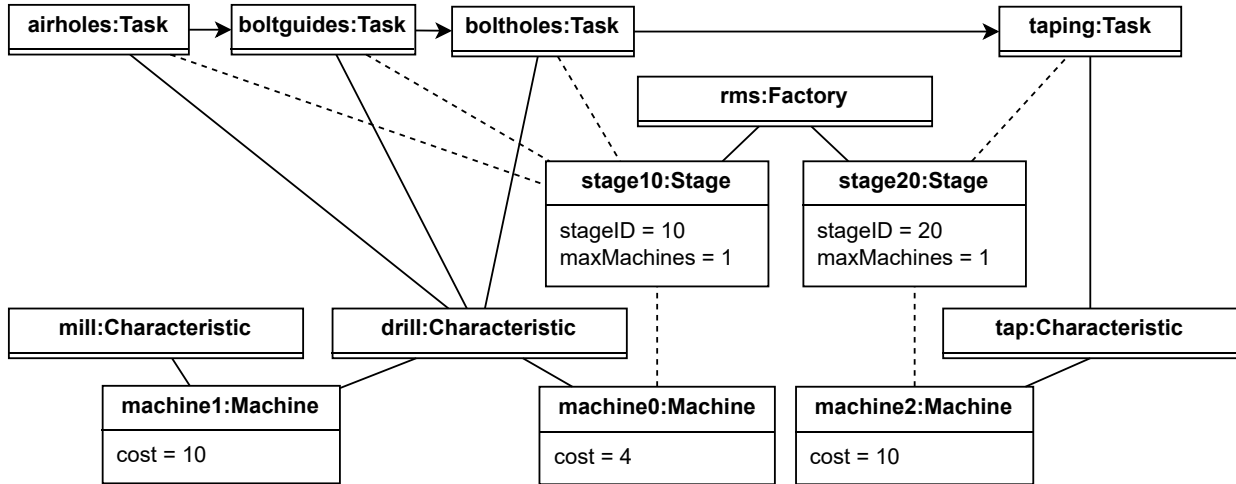 airholes:Task
boltguides:Task
boltholes:Task
taping:Task
rms:Factory
stage10:Stage
stageID = 10
maxMachines = 1
stage20:Stage
stageID = 20
maxMachines = 1
mill:Characteristic
drill:Characteristic
tap:Characteristic
machine1:Machine
cost = 10
machine0:Machine
cost = 4
machine2:Machine
cost = 10